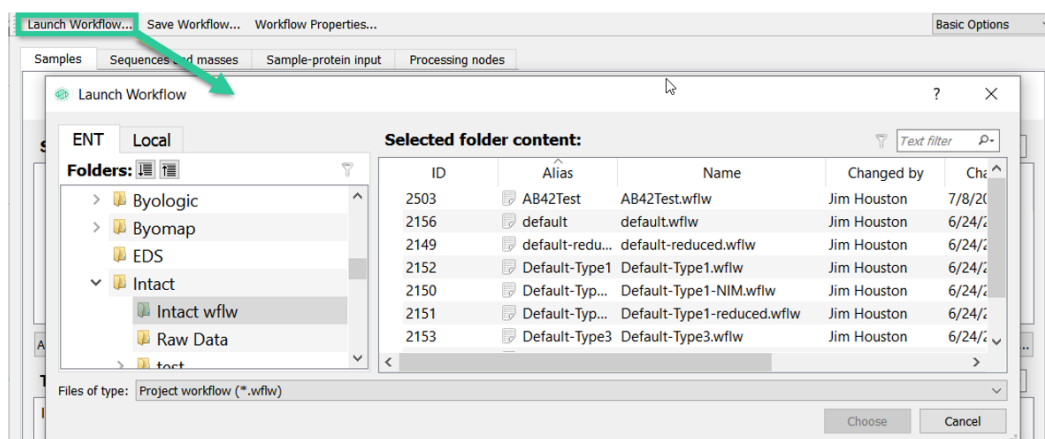 Launch Workflow... Save Workflow... Workflow Properties... Basic Options
Samples Sequences and masses Sample-protein input Processing nodes
Launch Workflow ? ×
ENT Local Selected folder content: Text filter
Folders: ID Alias Name Changed by
Byologic 2503 AB42Test AB42Test.wflw Jim Houston 7/8/20
Byomap 2156 default default.wflw Jim Houston 6/24/2
EDS 2149 default-redu... default-reduced.wflw Jim Houston 6/24/2
Intact 2152 Default-Type1 Default-Type1.wflw Jim Houston 6/24/2
Intact wflw 2150 Default-Typ... Default-Type1-NIM.wflw Jim Houston 6/24/2
Raw Data 2151 Default-Typ... Default-Type1-reduced.wflw Jim Houston 6/24/2
test 2153 Default-Type3 Default-Type3.wflw Jim Houston 6/24/2
Files of type: Project workflow (*.wflw)
Choose Cancel